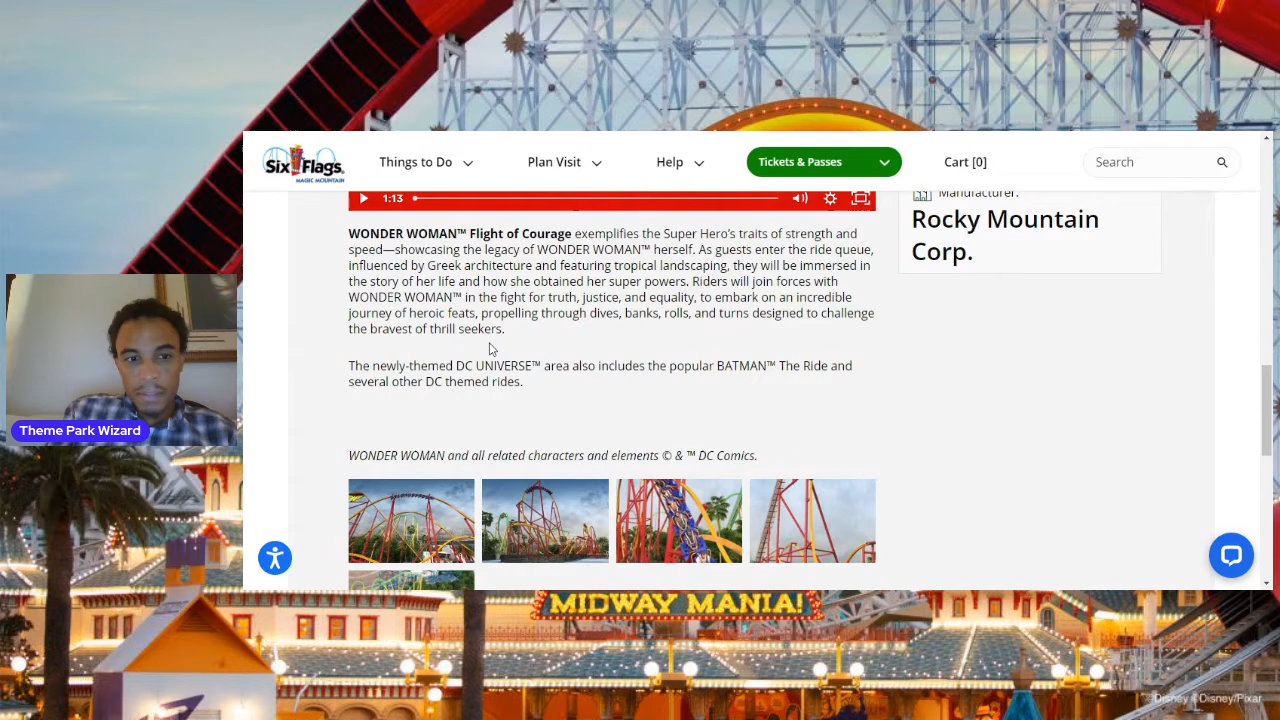 Six Flags
MAGIC MOUNTAIN
Things to Do
Plan Visit
Help
Tickets & Passes
Cart [0]
Search
1:13
Manufacturer:
Rocky Mountain
Corp.
WONDER WOMAN™ Flight of Courage exemplifies the Super Hero's traits of strength and
speed—showcasing the legacy of WONDER WOMAN™ herself. As guests enter the ride queue,
influenced by Greek architecture and featuring tropical landscaping, they will be immersed in
the story of her life and how she obtained her super powers. Riders will join forces with
WONDER WOMAN™ in the fight for truth, justice, and equality, to embark on an incredible
journey of heroic feats, propelling through dives, banks, rolls, and turns designed to challenge
the bravest of thrill seekers.
The newly-themed DC UNIVERSE™ area also includes the popular BATMAN™ The Ride and
several other DC themed rides.
WONDER WOMAN and all related characters and elements © & ™ DC Comics.
Theme Park Wizard
MIDWAY MANIA!
©Disney ©Disney/Pixar